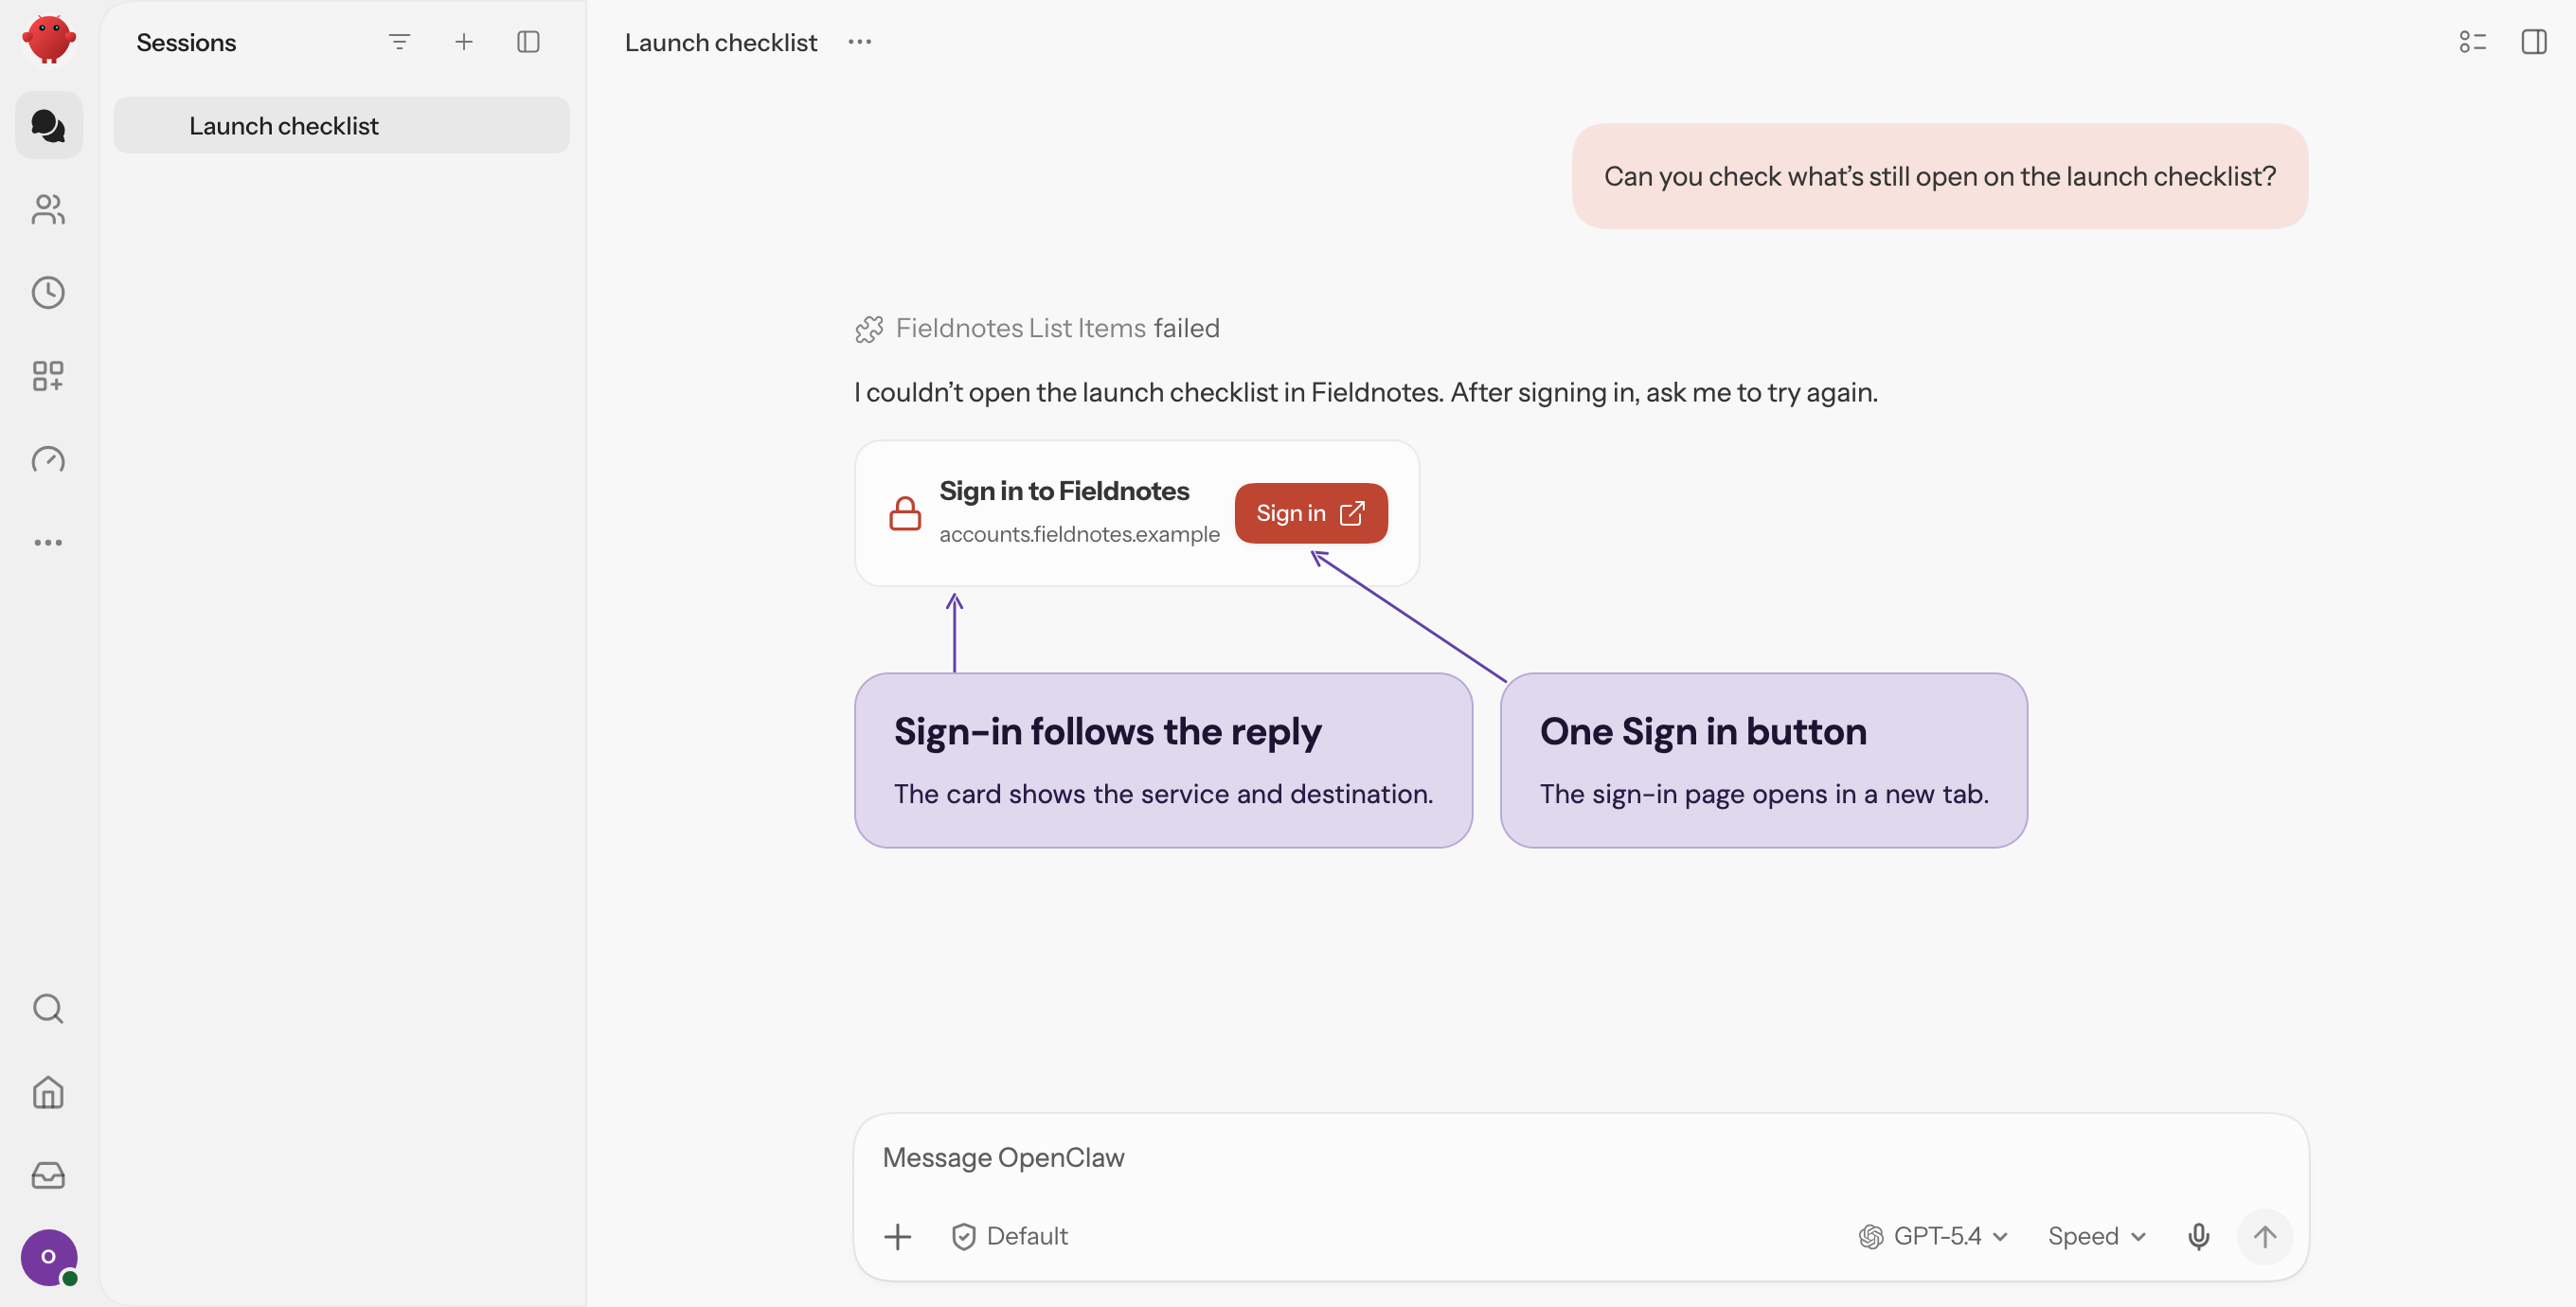 Sessions
Launch checklist
Launch checklist
Can you check what’s still open on the launch checklist?
Fieldnotes List Items failed
I couldn’t open the launch checklist in Fieldnotes. After signing in, ask me to try again.
Sign in to Fieldnotes
accounts.fieldnotes.example
Sign in
Sign-in follows the reply
The card shows the service and destination.
One Sign in button
The sign-in page opens in a new tab.
Message OpenClaw
Default
GPT-5.4
Speed
O